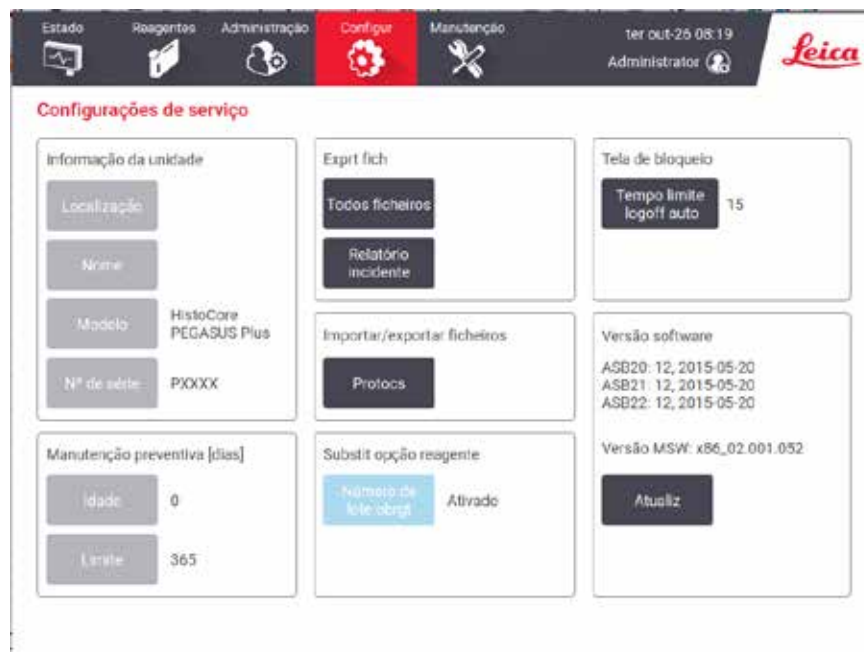 Estado
Reagentes
Administração
Configur
Manutenção
ter out-26 08:19
Administrator
Leica
Configurações de serviço
Informação da unidade
Localização
Nome
Modelo
HistoCore
PEGASUS Plus
Nº de série
PXXXX
Manutenção preventiva [dias]
Idade
0
Limite
365
Exprt fich
Todos ficheiros
Relatório
incidente
Importar/exportar ficheiros
Protocs
Substit opção reagente
Número de
lote obrgt
Ativado
Tela de bloqueio
Tempo limite
logoff auto
15
Versão software
ASB20: 12, 2015-05-20
ASB21: 12, 2015-05-20
ASB22: 12, 2015-05-20
Versão MSW: x86_02.001.052
Atualiz